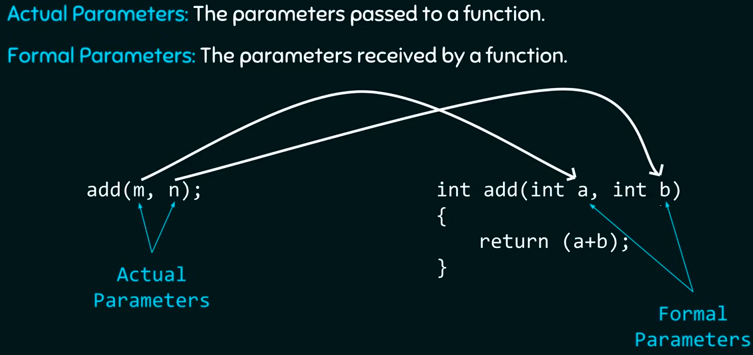 Actual Parameters: The parameters passed to a function.
Formal Parameters: The parameters received by a function.
add(m, n);
Actual
Parameters
int add(int a, int b)
{
return (a+b);
}
Formal
Parameters